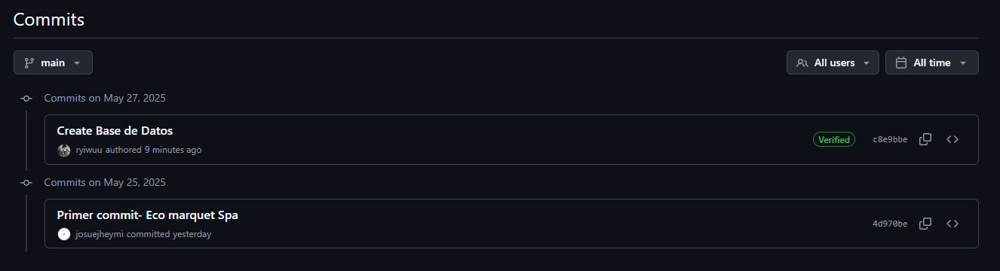 Commits
main
All users
All time
Commits on May 27, 2025
Create Base de Datos
ryiwuu authored 9 minutes ago
Verified
c8e9bbe
Commits on May 25, 2025
Primer commit- Eco marquet Spa
josuejheymi committed yesterday
4d970be